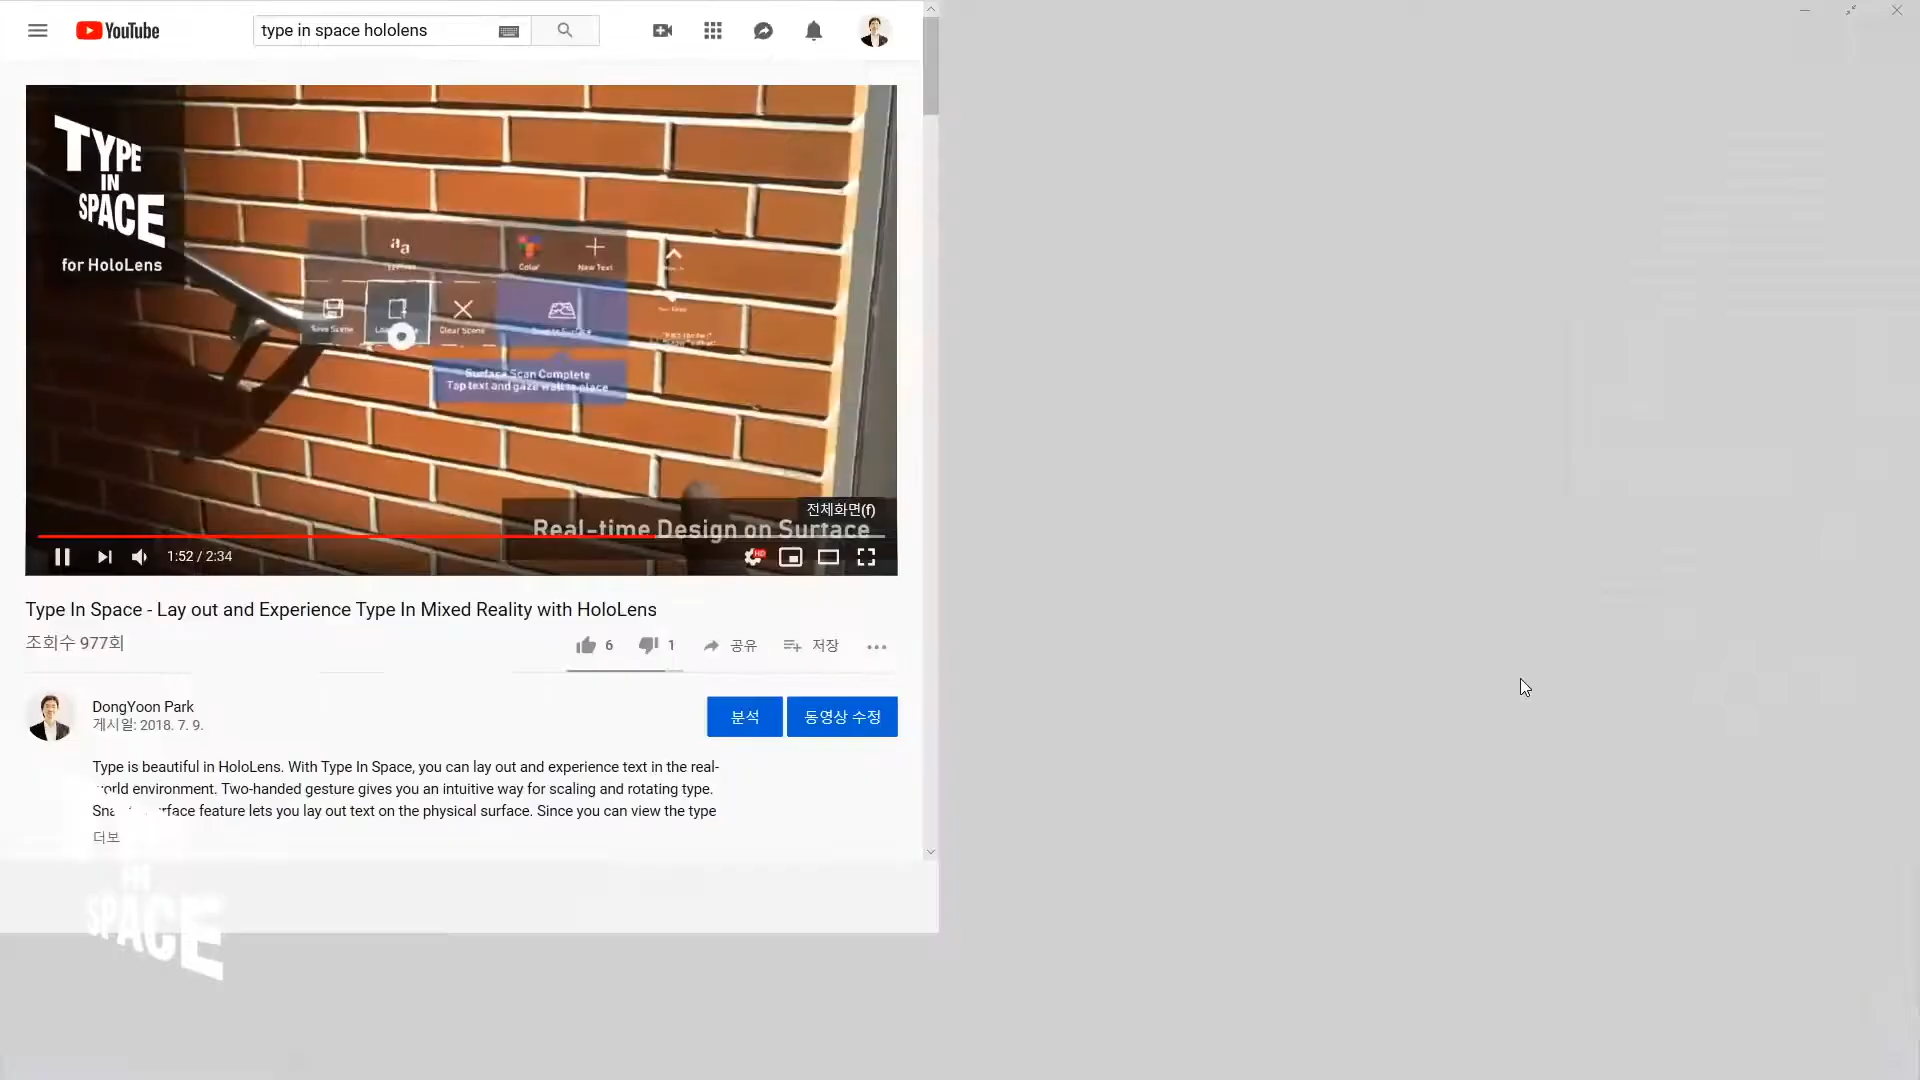 YouTube
type in space hololens
TYPE
IN
SPACE
for HoloLens
aa
Color
New Text
Save Scene
Clear Scene
Surface Scan Complete
Tap text and gaze wall to place
전체화면(f)
Real-time Design on Surface
1:52 / 2:34
HD
Type In Space - Lay out and Experience Type In Mixed Reality with HoloLens
조회수 977회
6
1
공유
저장
DongYoon Park
게시일: 2018. 7. 9.
분석
동영상 수정
Type is beautiful in HoloLens. With Type In Space, you can lay out and experience text in the real-
environment. Two-handed gesture gives you an intuitive way for scaling and rotating type.
feature lets you lay out text on the physical surface. Since you can view the type
더보
IN
SPACE